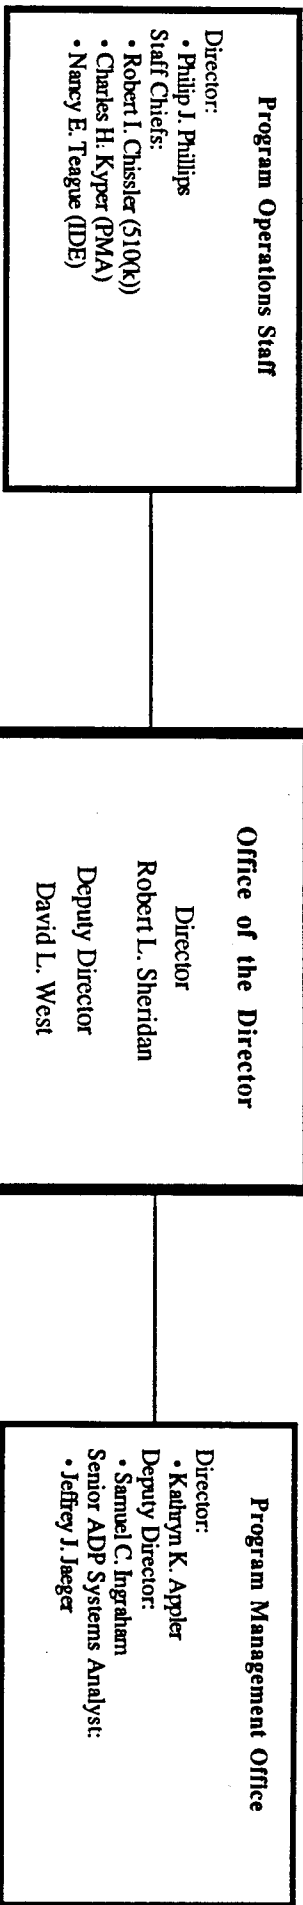 Program Operations Staff
Director:
• Philip J. Phillips
Staff Chiefs:
• Robert I. Chissler (510(k))
• Charles H. Kyper (PMA)
• Nancy E. Teague (IDE)
Office of the Director
Director
Robert L. Sheridan
Deputy Director
David L. West
Program Management Office
Director:
• Kathryn K. Appler
Deputy Director:
• Samuel C. Ingraham
Senior ADP Systems Analyst:
• Jeffrey J. Jaeger